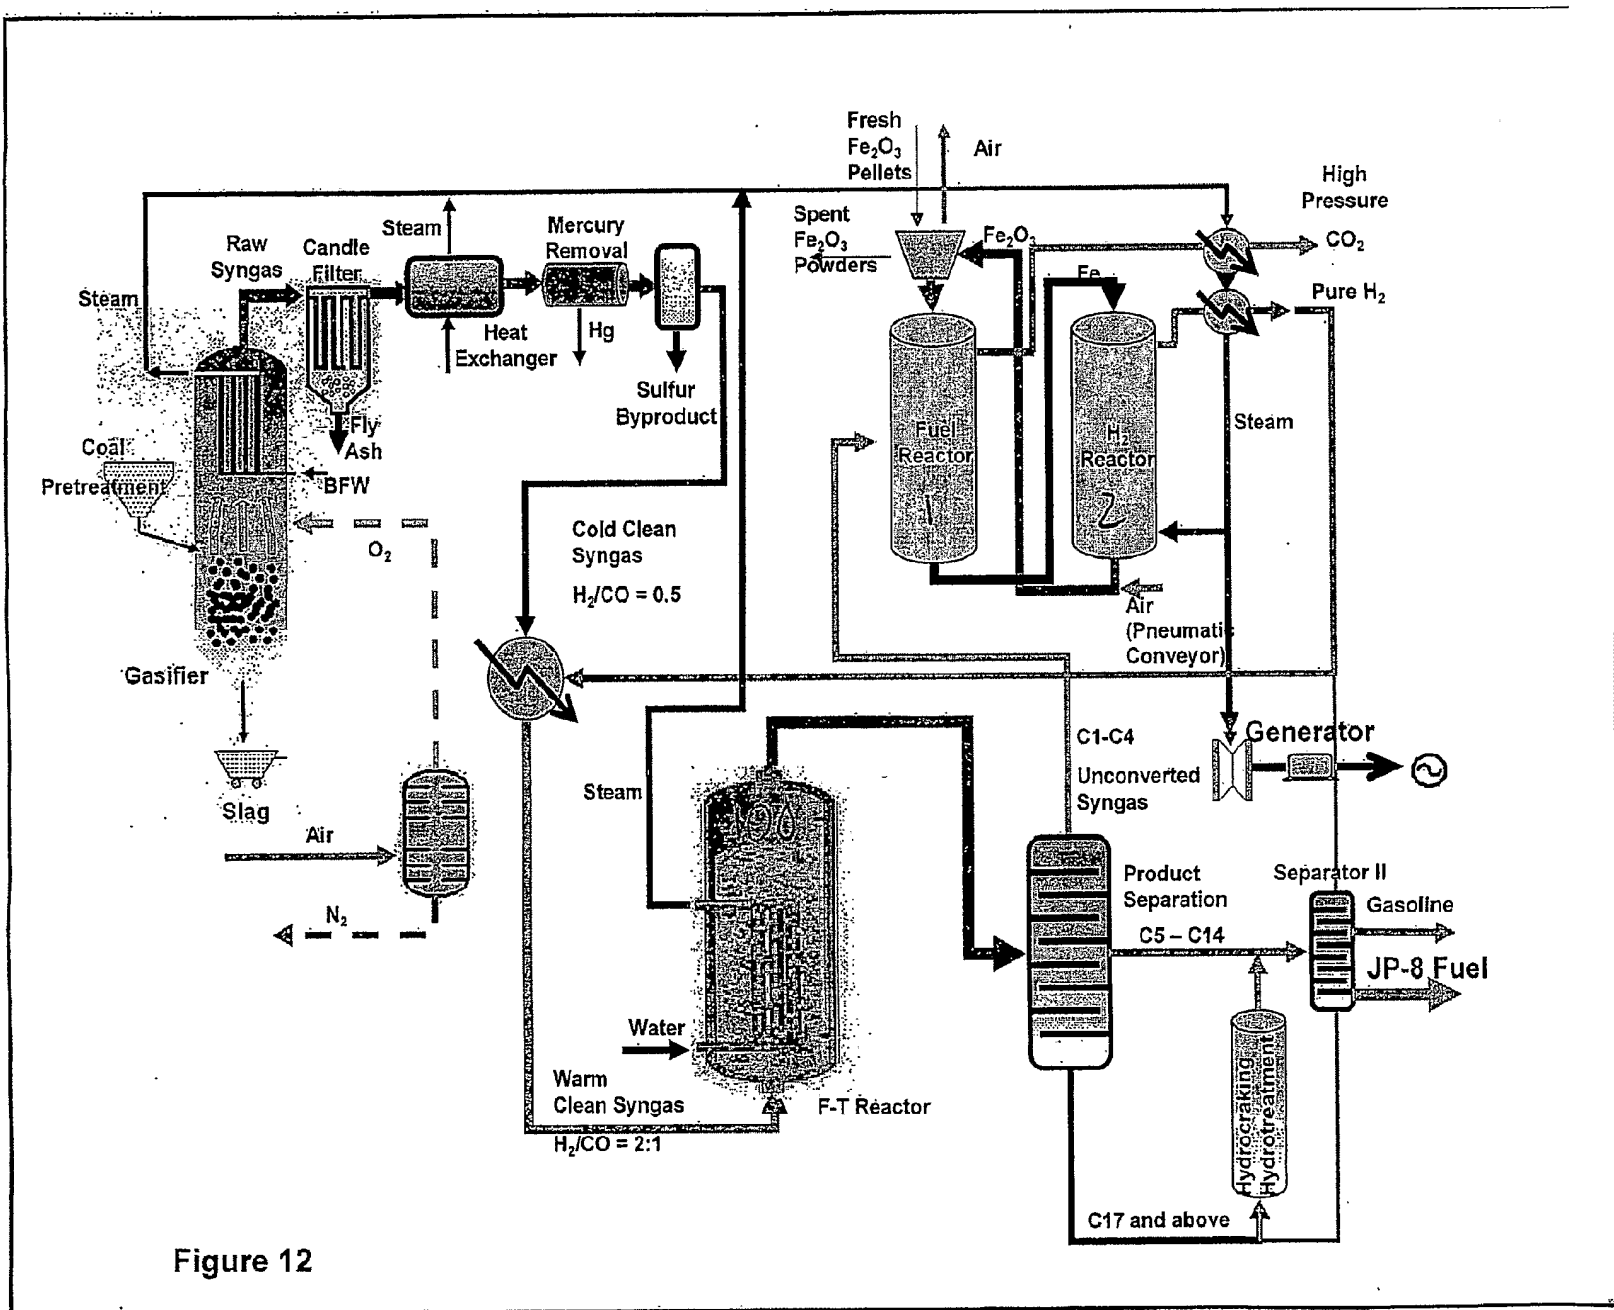 Fresh
Fe₂O₃
Pellets
Air
High
Pressure
CO₂
Spent
Fe₂O₃
Powders
Fe₂O₃
Fe
Pure H₂
Steam
Mercury
Removal
Raw
Syngas
Candle
Filter
Steam
Heat
Exchanger
Hg
Sulfur
Byproduct
Fly
Ash
Coal
Pretreatment
BFW
O₂
Fuel
Reactor
1
H₂
Reactor
2
Steam
Cold Clean
Syngas
H₂/CO = 0.5
Air
(Pneumatic
Conveyor)
Gasifier
Slag
Air
N₂
Steam
Generator
C1-C4
Unconverted
Syngas
Product
Separation
C5 – C14
Separator II
Gasoline
JP-8 Fuel
Water
Warm
Clean Syngas
H₂/CO = 2:1
F-T Reactor
Hydrocraking
Hydrotreatment
C17 and above
Figure 12